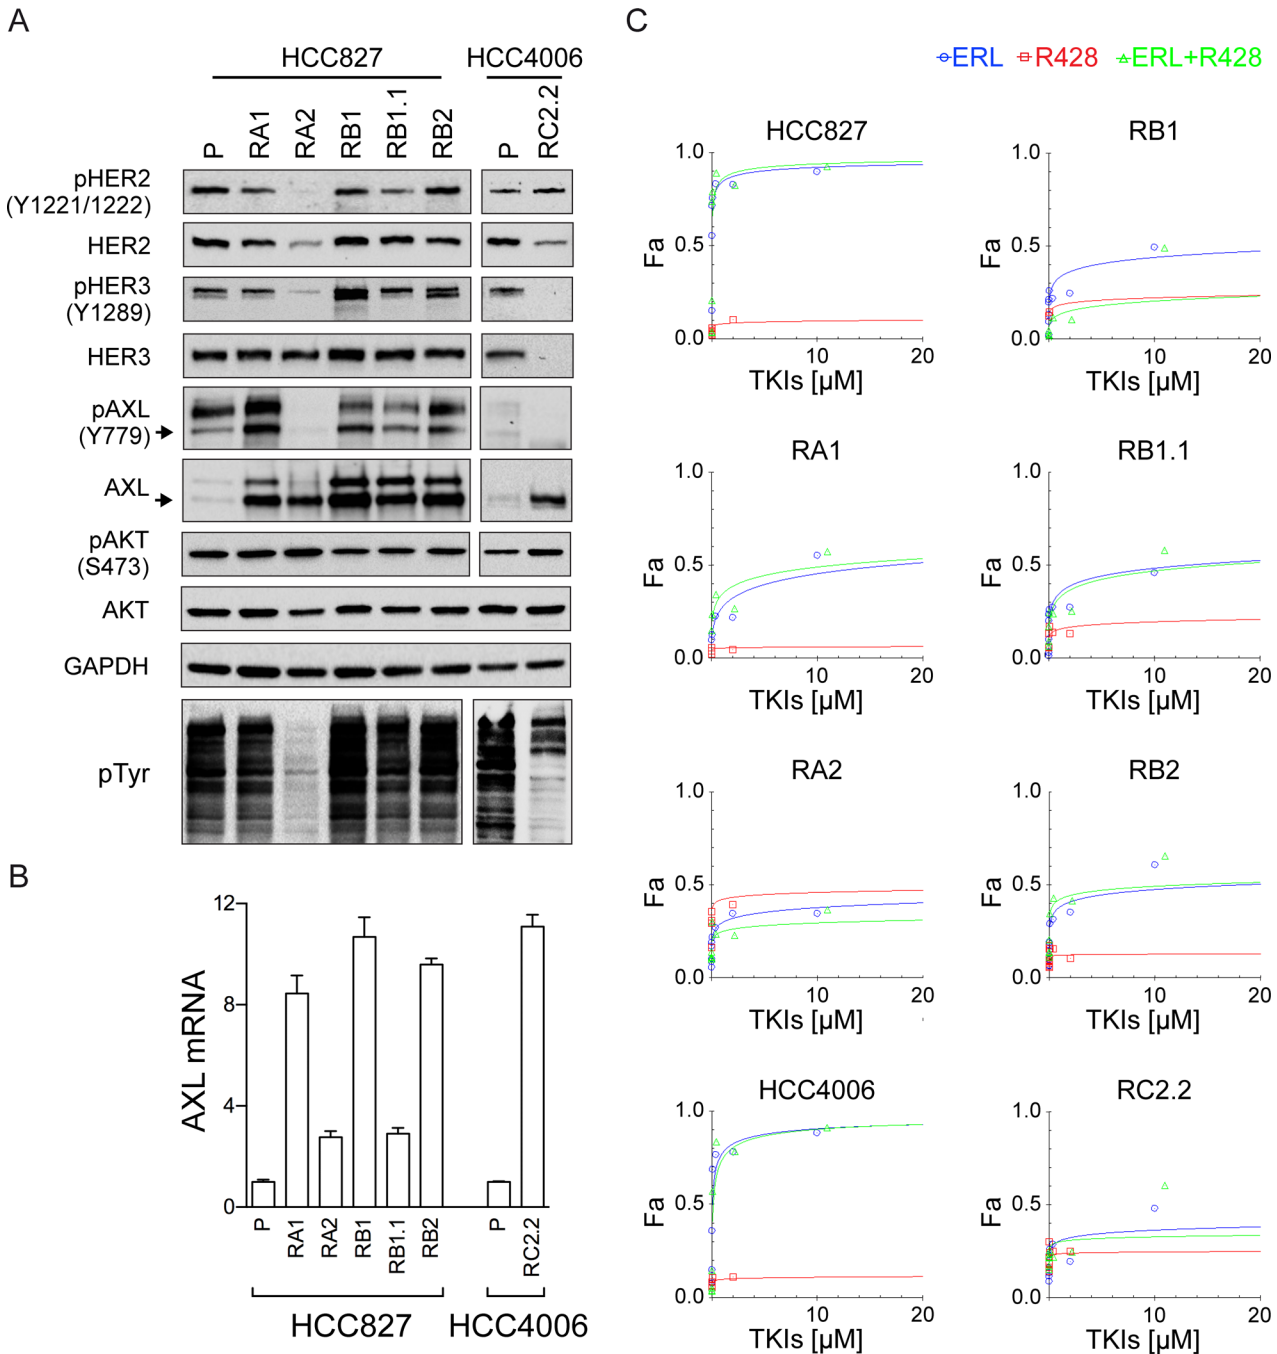 A
HCC827 HCC4006
P RA1 RA2 RB1 RB1.1 RB2 P RC2.2
pHER2
(Y1221/1222)
HER2
pHER3
(Y1289)
HER3
pAXL
(Y779)
AXL
pAKT
(S473)
AKT
GAPDH
pTyr
B
AXL mRNA
12
8
4
0
P RA1 RA2 RB1 RB1.1 RB2 P RC2.2
HCC827 HCC4006
C
ERL R428 ERL+R428
HCC827
Fa
1.0
0.5
0.0
10 20
TKIs [µM]
RB1
Fa
1.0
0.5
0.0
10 20
TKIs [µM]
RA1
Fa
1.0
0.5
0.0
10 20
TKIs [µM]
RB1.1
Fa
1.0
0.5
0.0
10 20
TKIs [µM]
RA2
Fa
1.0
0.5
0.0
10 20
TKIs [µM]
RB2
Fa
1.0
0.5
0.0
10 20
TKIs [µM]
HCC4006
Fa
1.0
0.5
0.0
10 20
TKIs [µM]
RC2.2
Fa
1.0
0.5
0.0
10 20
TKIs [µM]